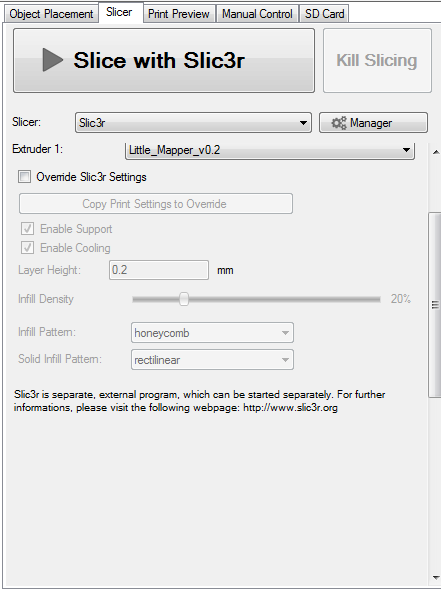 Object Placement Slicer Print Preview Manual Control SD Card
Slice with Slic3r Kill Slicing
Slicer: Slic3r Manager
Extruder 1: Little_Mapper_v0.2
Override Slic3r Settings
Copy Print Settings to Override
Enable Support
Enable Cooling
Layer Height: 0.2 mm
Infill Density 20%
Infill Pattern: honeycomb
Solid Infill Pattern: rectilinear
Slic3r is separate, external program, which can be started separately. For further
informations, please visit the following webpage: http://www.slic3r.org